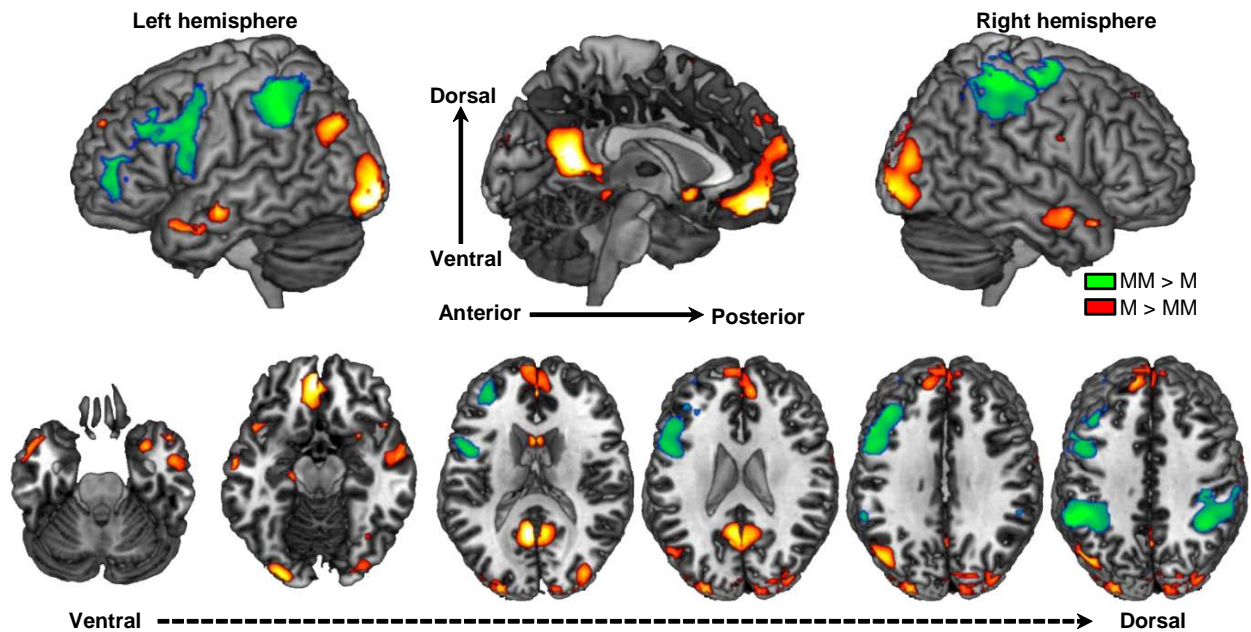 Left hemisphere
Right hemisphere
Dorsal
Ventral
MM > M
M > MM
Anterior
Posterior
Ventral
Dorsal